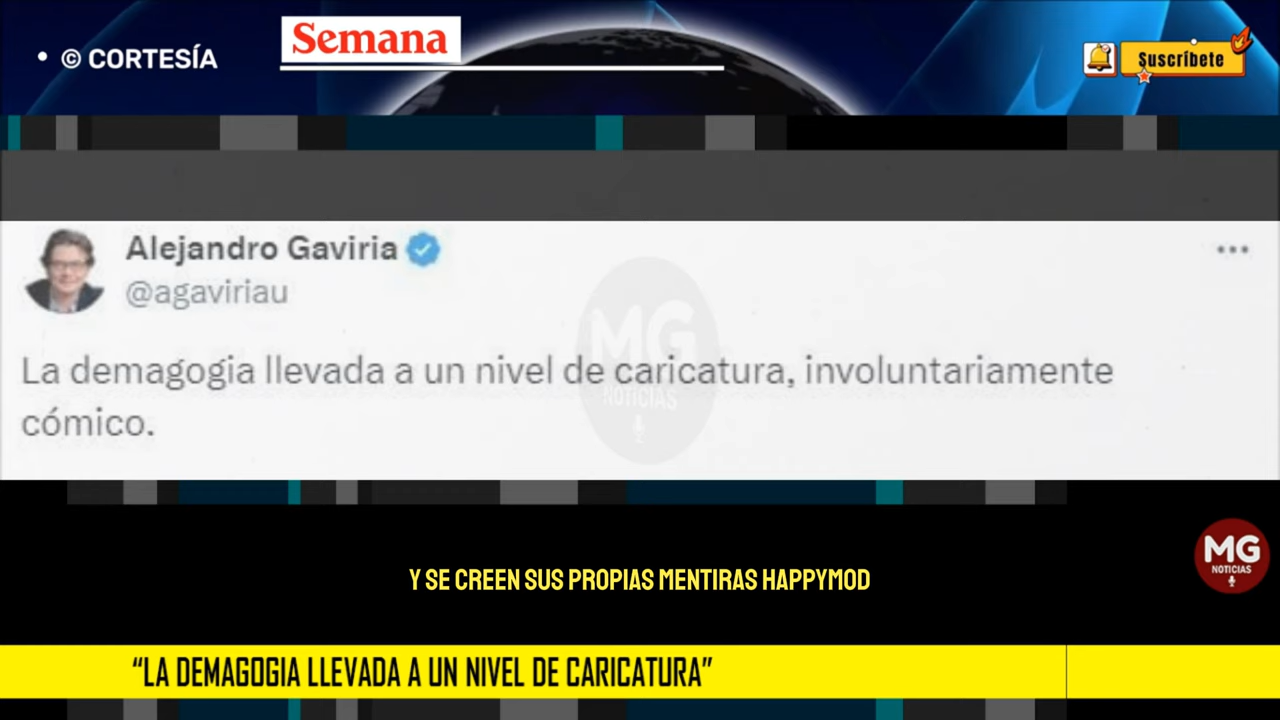 • © CORTESÍA
Semana
Suscríbete
Alejandro Gaviria
@agaviriau
La demagogia llevada a un nivel de caricatura, involuntariamente
cómico.
MG
NOTICIAS
Y SE CREEN SUS PROPIAS MENTIRAS HAPPYMOD
MG
NOTICIAS
“LA DEMAGOGIA LLEVADA A UN NIVEL DE CARICATURA”